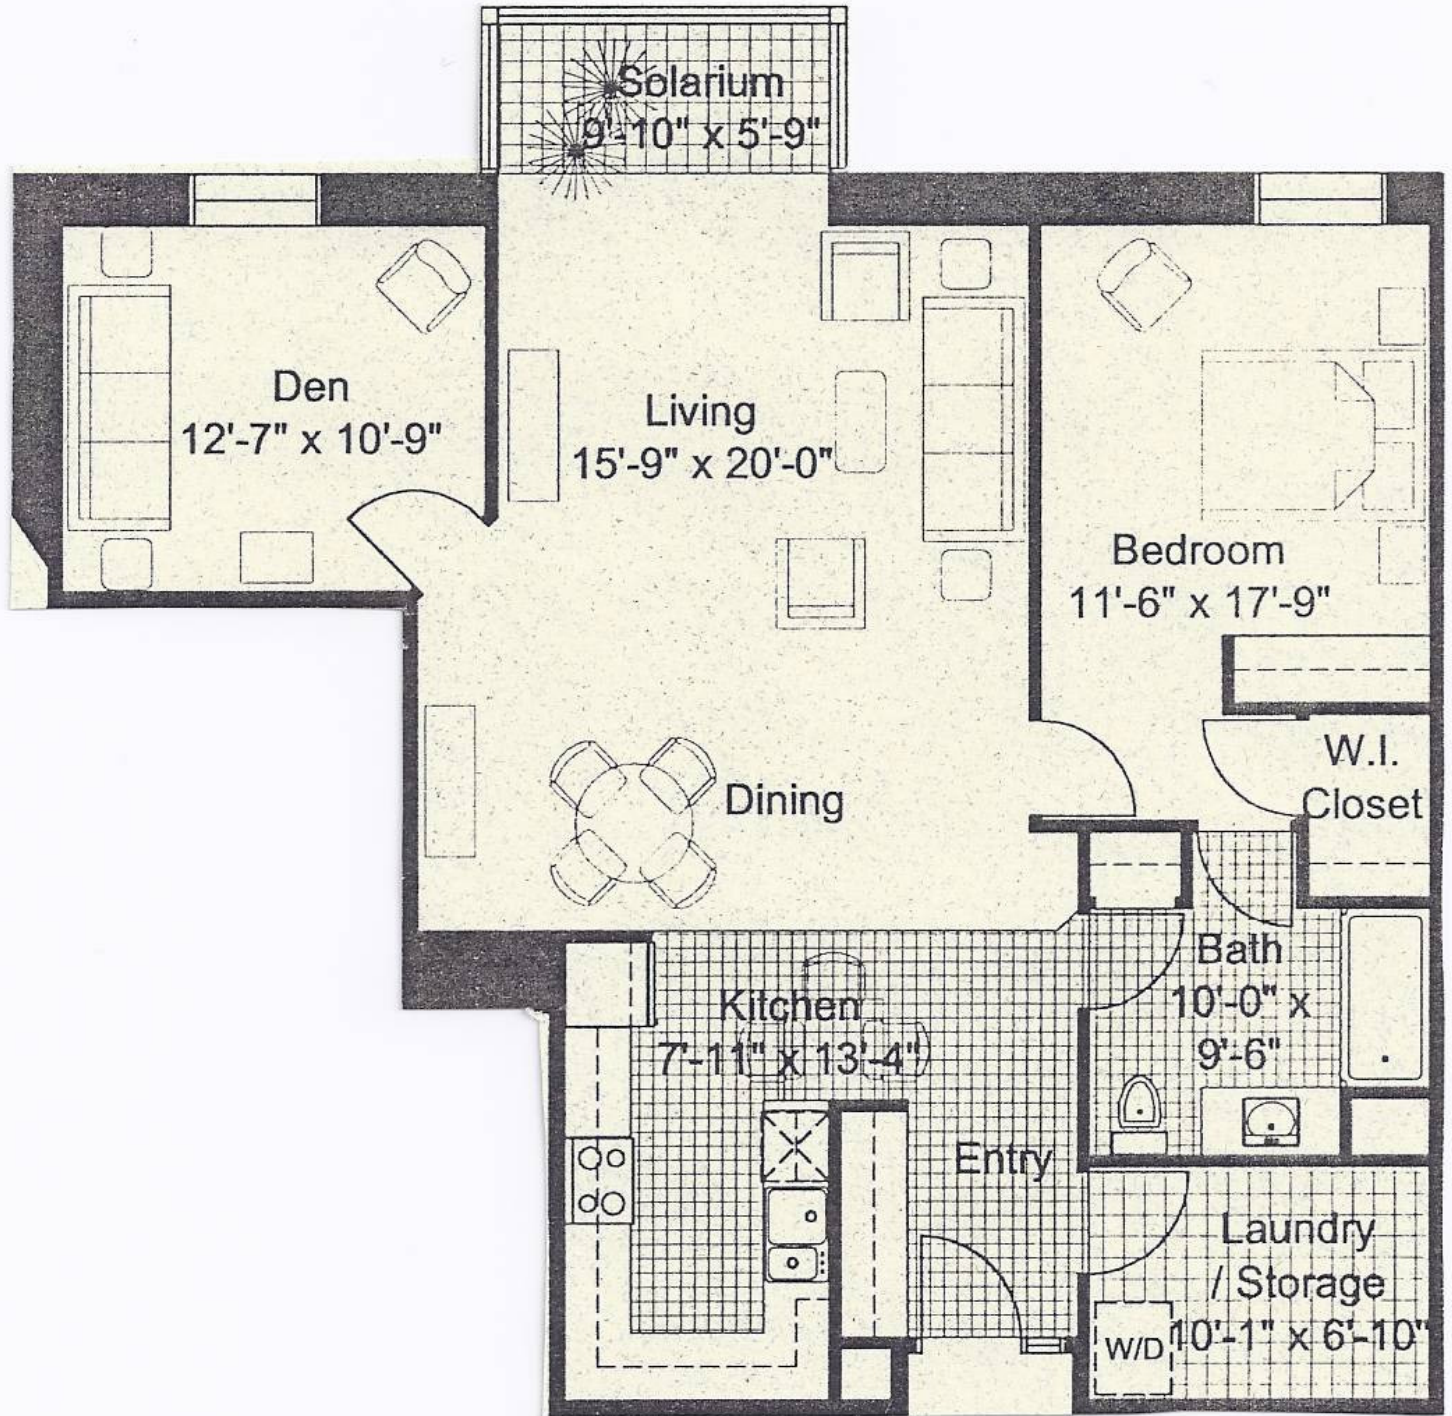 Solarium
9'-10" x 5'-9"
Den
12'-7" x 10'-9"
Living
15'-9" x 20'-0"
Bedroom
11'-6" x 17'-9"
W.I.
Closet
Dining
Bath
10'-0" x
9'-6"
Kitchen
7'-11" x 13'-4"
Entry
Laundry
/ Storage
10'-1" x 6'-10"
W/D